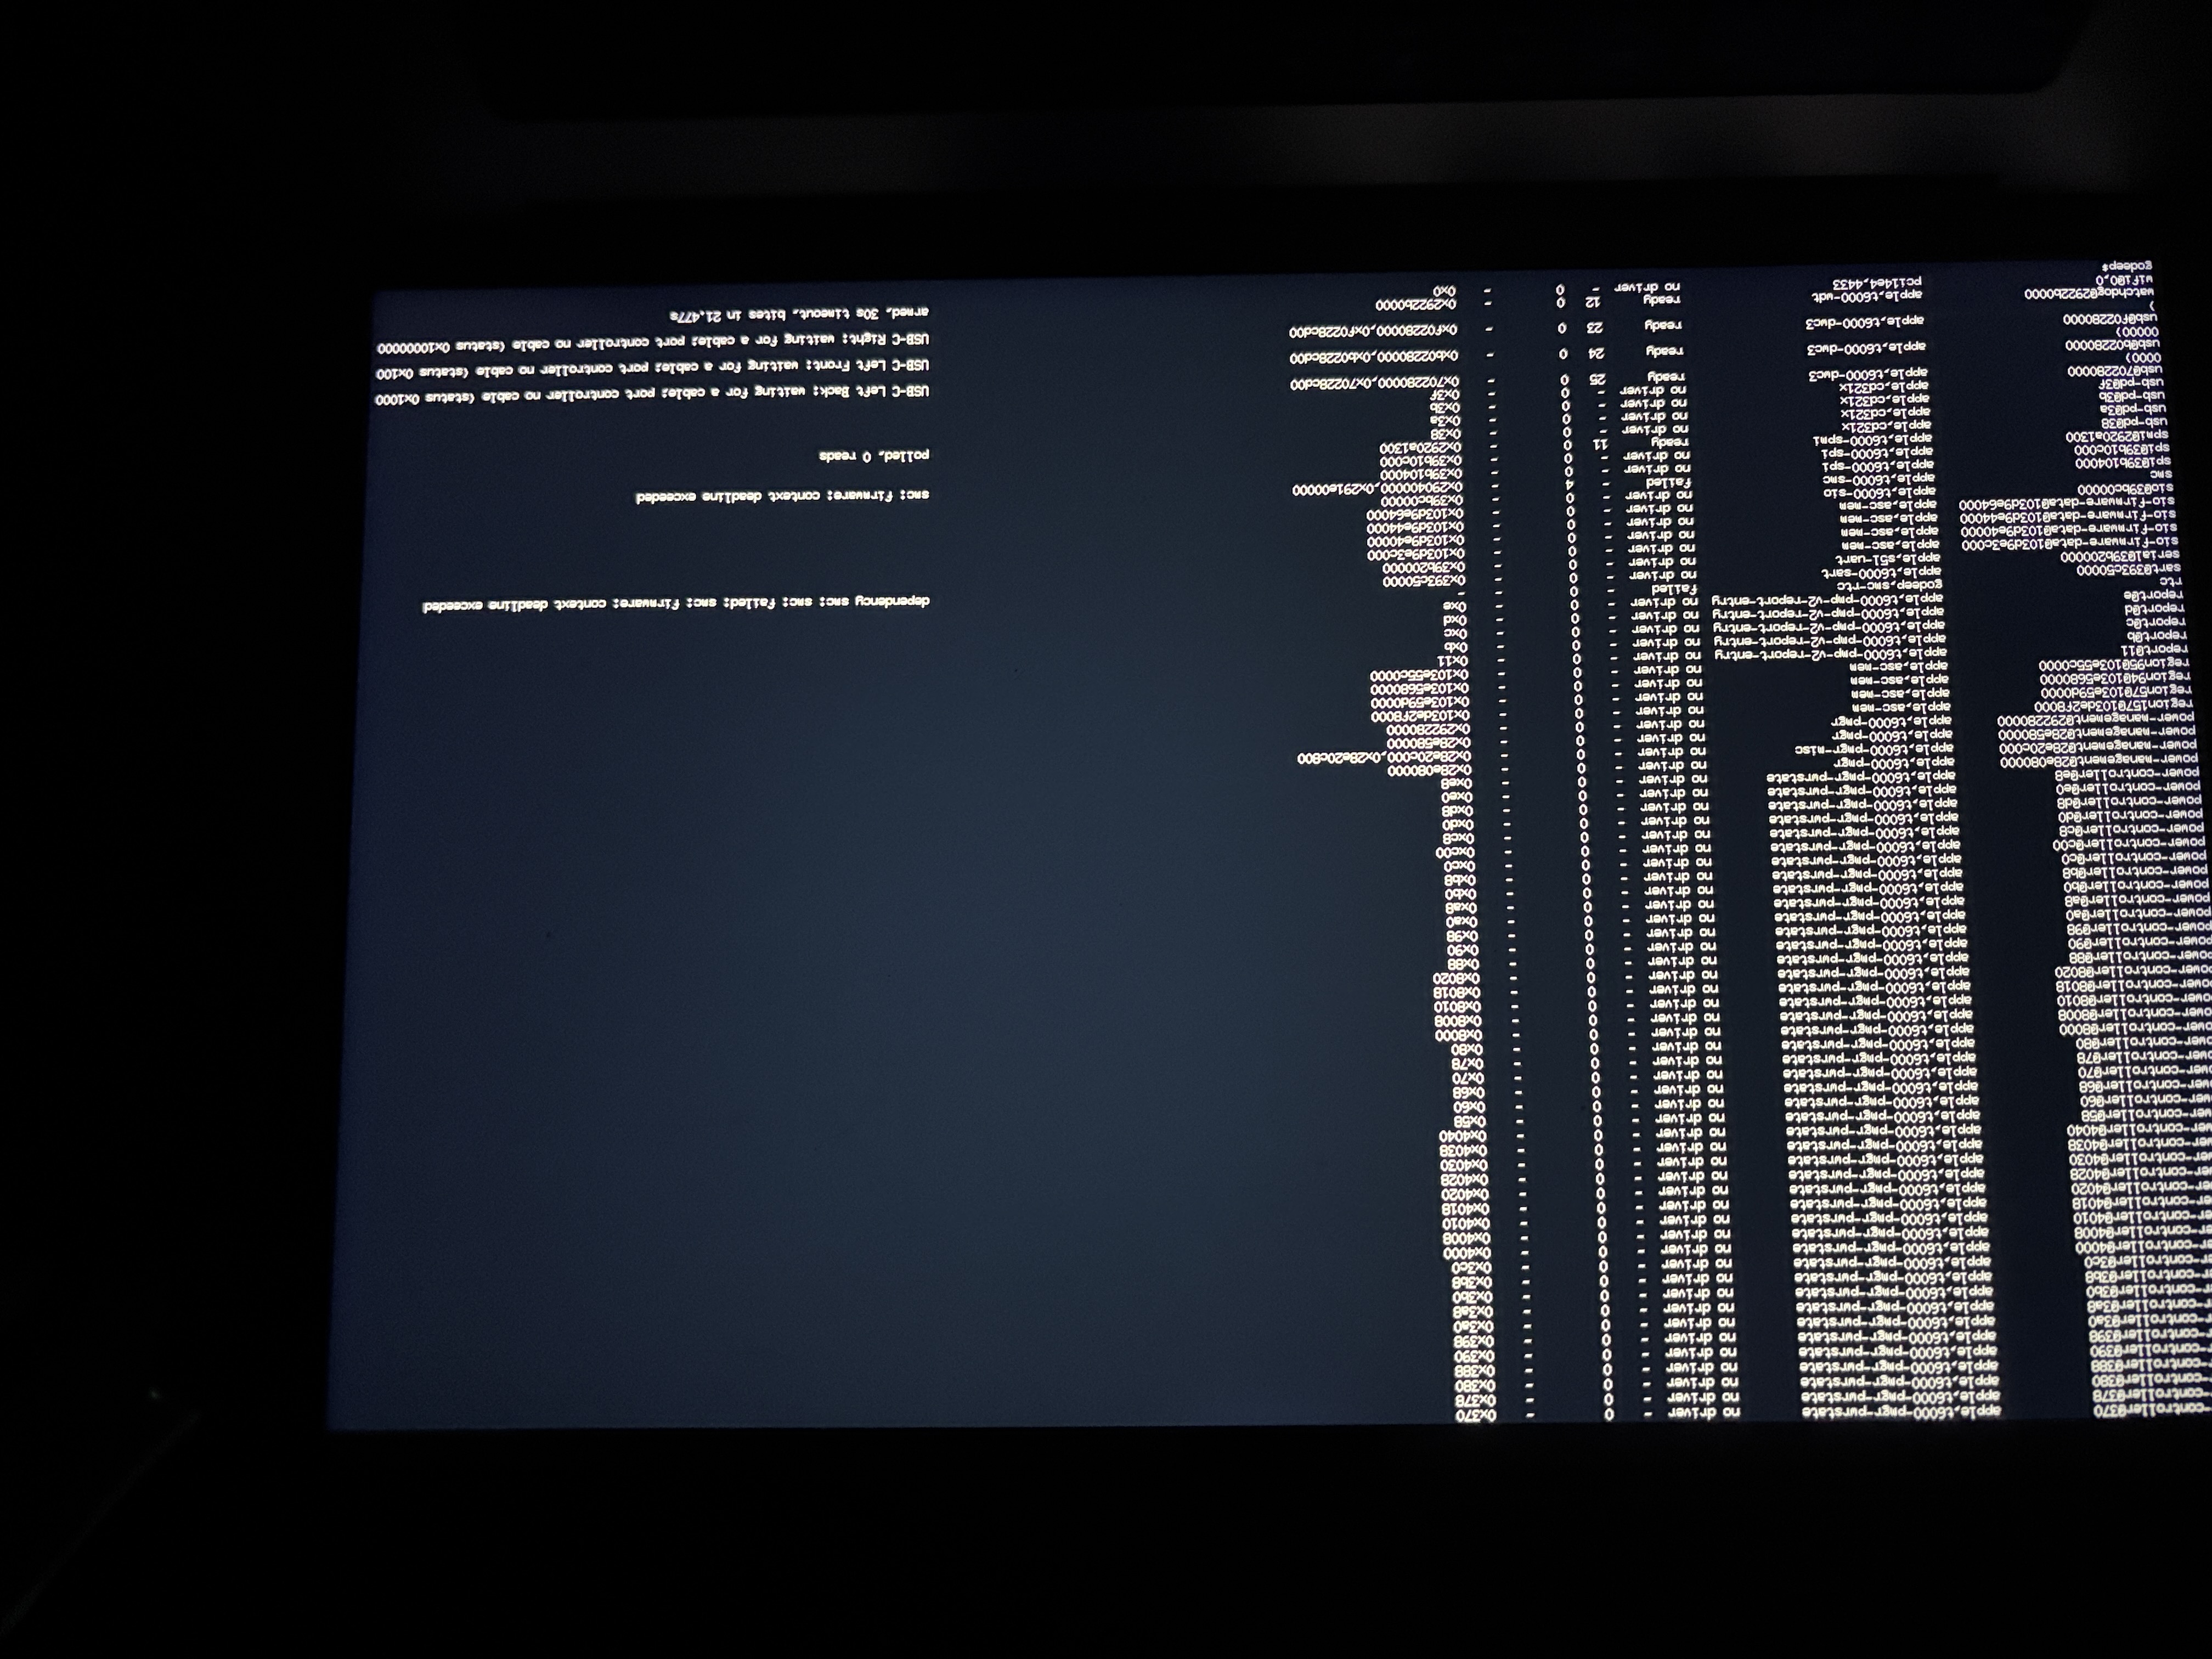 -controller@370 apple,t6000-pmgr-pwrstate no driver - 0 - 0x370
-controller@378 apple,t6000-pmgr-pwrstate no driver - 0 - 0x378
-controller@380 apple,t6000-pmgr-pwrstate no driver - 0 - 0x380
r-controller@388 apple,t6000-pmgr-pwrstate no driver - 0 - 0x388
r-controller@390 apple,t6000-pmgr-pwrstate no driver - 0 - 0x390
r-controller@398 apple,t6000-pmgr-pwrstate no driver - 0 - 0x398
r-controller@3a0 apple,t6000-pmgr-pwrstate no driver - 0 - 0x3a0
r-controller@3a8 apple,t6000-pmgr-pwrstate no driver - 0 - 0x3a8
er-controller@3b0 apple,t6000-pmgr-pwrstate no driver - 0 - 0x3b0
er-controller@3b8 apple,t6000-pmgr-pwrstate no driver - 0 - 0x3b8
er-controller@3c0 apple,t6000-pmgr-pwrstate no driver - 0 - 0x3c0
er-controller@4000 apple,t6000-pmgr-pwrstate no driver - 0 - 0x4000
er-controller@4008 apple,t6000-pmgr-pwrstate no driver - 0 - 0x4008
er-controller@4010 apple,t6000-pmgr-pwrstate no driver - 0 - 0x4010
er-controller@4018 apple,t6000-pmgr-pwrstate no driver - 0 - 0x4018
er-controller@4020 apple,t6000-pmgr-pwrstate no driver - 0 - 0x4020
er-controller@4028 apple,t6000-pmgr-pwrstate no driver - 0 - 0x4028
wer-controller@4030 apple,t6000-pmgr-pwrstate no driver - 0 - 0x4030
wer-controller@4038 apple,t6000-pmgr-pwrstate no driver - 0 - 0x4038
wer-controller@4040 apple,t6000-pmgr-pwrstate no driver - 0 - 0x4040
wer-controller@58 apple,t6000-pmgr-pwrstate no driver - 0 - 0x58
wer-controller@60 apple,t6000-pmgr-pwrstate no driver - 0 - 0x60
wer-controller@68 apple,t6000-pmgr-pwrstate no driver - 0 - 0x68
ower-controller@70 apple,t6000-pmgr-pwrstate no driver - 0 - 0x70
ower-controller@78 apple,t6000-pmgr-pwrstate no driver - 0 - 0x78
ower-controller@80 apple,t6000-pmgr-pwrstate no driver - 0 - 0x80
ower-controller@8000 apple,t6000-pmgr-pwrstate no driver - 0 - 0x8000
ower-controller@8008 apple,t6000-pmgr-pwrstate no driver - 0 - 0x8008
ower-controller@8010 apple,t6000-pmgr-pwrstate no driver - 0 - 0x8010
ower-controller@8018 apple,t6000-pmgr-pwrstate no driver - 0 - 0x8018
power-controller@8020 apple,t6000-pmgr-pwrstate no driver - 0 - 0x8020
power-controller@88 apple,t6000-pmgr-pwrstate no driver - 0 - 0x88
power-controller@90 apple,t6000-pmgr-pwrstate no driver - 0 - 0x90
power-controller@98 apple,t6000-pmgr-pwrstate no driver - 0 - 0x98
power-controller@a0 apple,t6000-pmgr-pwrstate no driver - 0 - 0xa0
power-controller@a8 apple,t6000-pmgr-pwrstate no driver - 0 - 0xa8
power-controller@b0 apple,t6000-pmgr-pwrstate no driver - 0 - 0xb0
power-controller@b8 apple,t6000-pmgr-pwrstate no driver - 0 - 0xb8
power-controller@c0 apple,t6000-pmgr-pwrstate no driver - 0 - 0xc0
power-controller@c00 apple,t6000-pmgr-pwrstate no driver - 0 - 0xc00
power-controller@c8 apple,t6000-pmgr-pwrstate no driver - 0 - 0xc8
power-controller@d0 apple,t6000-pmgr-pwrstate no driver - 0 - 0xd0
power-controller@d8 apple,t6000-pmgr-pwrstate no driver - 0 - 0xd8
power-controller@e0 apple,t6000-pmgr-pwrstate no driver - 0 - 0xe0
power-controller@e8 apple,t6000-pmgr-pwrstate no driver - 0 - 0xe8
power-management@28e080000 apple,t6000-pmgr no driver - 0 - 0x28e080000
power-management@28e20c000 apple,t6000-pmgr-misc no driver - 0 - 0x28e20c000,0x28e20c800
power-management@28e580000 apple,t6000-pmgr no driver - 0 - 0x28e580000
power-management@292280000 apple,t6000-pmgr no driver - 0 - 0x292280000
region157@103de2f8000 apple,asc-mem no driver - 0 - 0x103de2f8000
region57@103e59d0000 apple,asc-mem no driver - 0 - 0x103e59d0000
region94@103e5680000 apple,asc-mem no driver - 0 - 0x103e5680000
region95@103e55c0000 apple,asc-mem no driver - 0 - 0x103e55c0000
report@11 apple,t6000-pmp-v2-report-entry no driver - 0 - 0x11
report@b apple,t6000-pmp-v2-report-entry no driver - 0 - 0xb
report@c apple,t6000-pmp-v2-report-entry no driver - 0 - 0xc
report@d apple,t6000-pmp-v2-report-entry no driver - 0 - 0xd
report@e apple,t6000-pmp-v2-report-entry no driver - 0 - 0xe
rtc godeep,smc-rtc failed - 0 - - dependency smc: smc: failed: smc: firmware: context deadline exceeded
sart@393c50000 apple,t6000-sart no driver - 0 - 0x393c50000
serial@39b200000 apple,s5l-uart no driver - 0 - 0x39b200000
sio-firmware-data@103d9e3c000 apple,asc-mem no driver - 0 - 0x103d9e3c000
sio-firmware-data@103d9e40000 apple,asc-mem no driver - 0 - 0x103d9e40000
sio-firmware-data@103d9e44000 apple,asc-mem no driver - 0 - 0x103d9e44000
sio-firmware-data@103d9e64000 apple,asc-mem no driver - 0 - 0x103d9e64000
sio@39bc00000 apple,t6000-sio no driver - 0 - 0x39bc00000
smc apple,t6000-smc failed - 4 - 0x290400000,0x291e00000 smc: firmware: context deadline exceeded
spi@39b104000 apple,t6000-spi no driver - 0 - 0x39b104000
spi@39b10c000 apple,t6000-spi no driver - 0 - 0x39b10c000
spmi@2920a1300 apple,t6000-spmi ready 11 0 - 0x2920a1300 polled, 0 reads
usb-pd@38 apple,cd321x no driver - 0 - 0x38
usb-pd@3a apple,cd321x no driver - 0 - 0x3a
usb-pd@3b apple,cd321x no driver - 0 - 0x3b
usb-pd@3f apple,cd321x no driver - 0 - 0x3f
usb@702280000 apple,t6000-dwc3 ready 25 0 - 0x702280000,0x70228cd00 USB-C Left Back: waiting for a cable; port controller no cable (status 0x1000
0000)
usb@b02280000 apple,t6000-dwc3 ready 24 0 - 0xb02280000,0xb0228cd00 USB-C Left Front: waiting for a cable; port controller no cable (status 0x100
00000)
usb@f02280000 apple,t6000-dwc3 ready 23 0 - 0xf02280000,0xf0228cd00 USB-C Right: waiting for a cable; port controller no cable (status 0x10000000
)
watchdog@2922b0000 apple,t6000-wdt ready 12 0 - 0x2922b0000 armed, 30s timeout, bites in 21.477s
wifi@0,0 pci14e4,4433 no driver - 0 - 0x0
godeep$